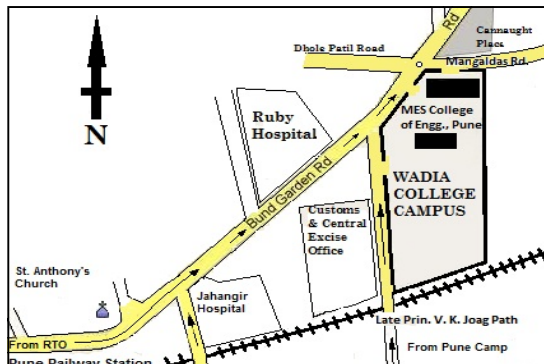 Rd
Cannaught
Place
Dhole Patil Road
Mangaldas Rd.
MES College
of Engg., Pune
Ruby
Hospital
N
WADIA
COLLEGE
CAMPUS
Bund Garden Rd
Customs
& Central
Excise
Office
St. Anthony's
Church
Jahangir
Hospital
Late Prin. V. K. Joag Path
From RTO
From Pune Camp
Pune Railway Station